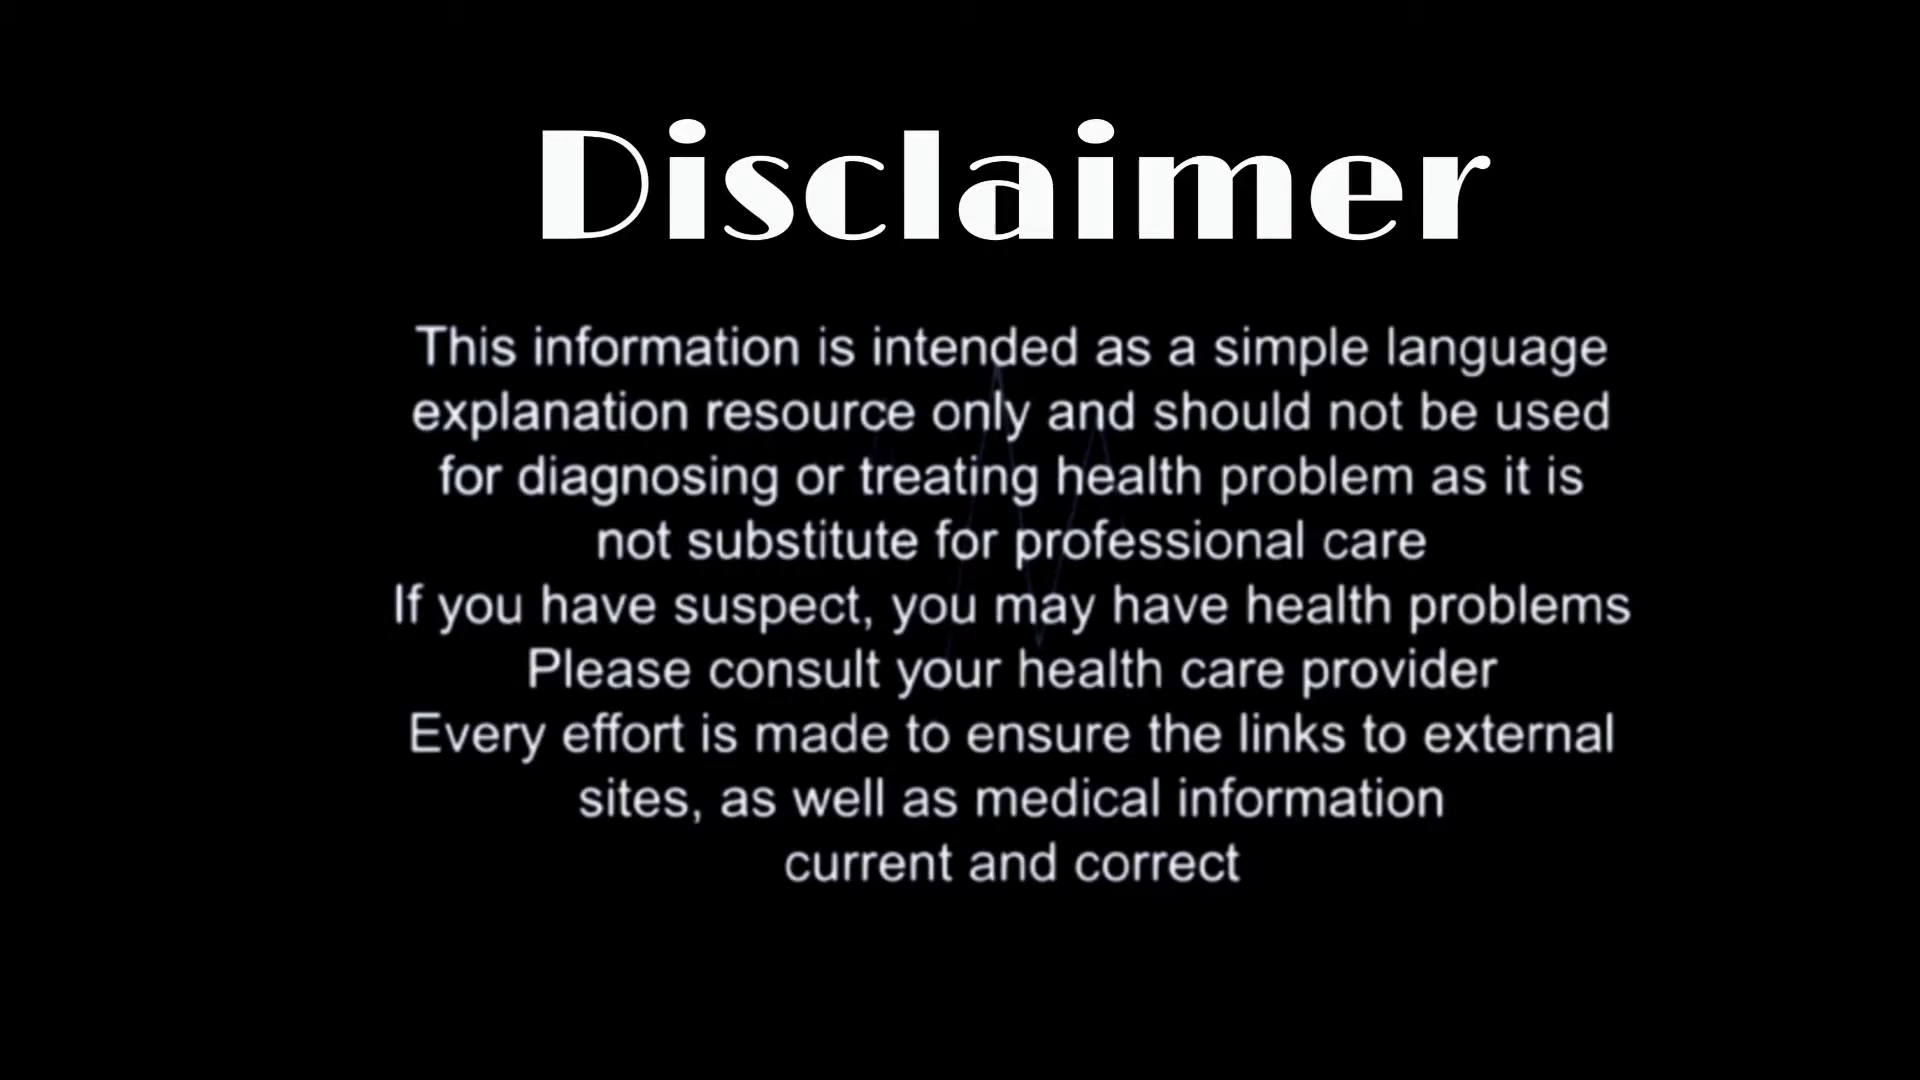 Disclaimer
This information is intended as a simple language
explanation resource only and should not be used
for diagnosing or treating health problem as it is
not substitute for professional care
If you have suspect, you may have health problems
Please consult your health care provider
Every effort is made to ensure the links to external
sites, as well as medical information
current and correct